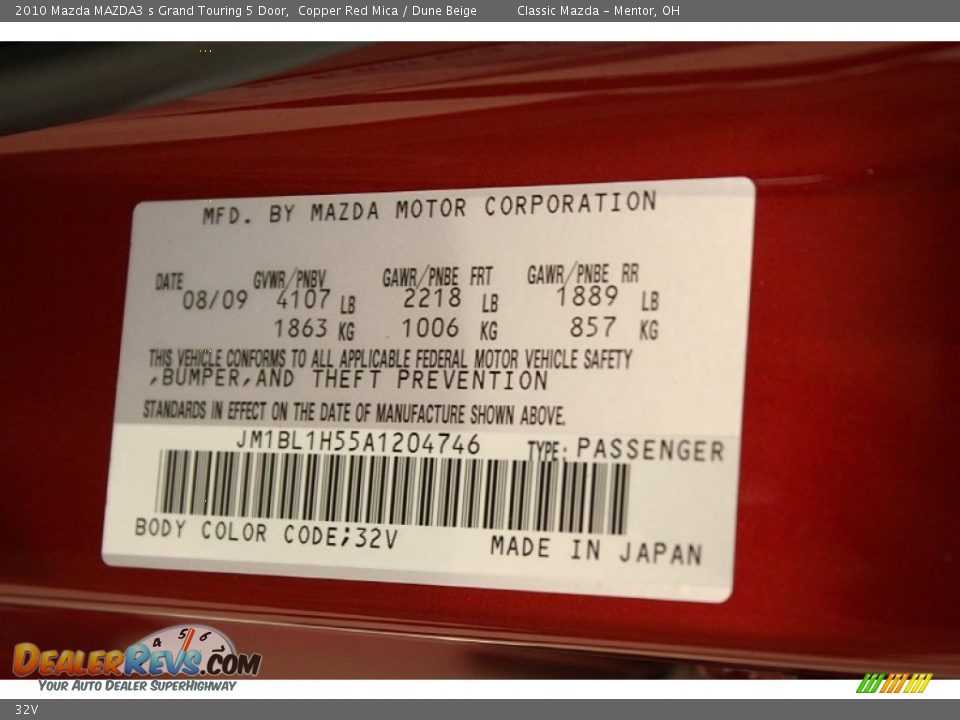 2010 Mazda MAZDA3 s Grand Touring 5 Door, Copper Red Mica / Dune Beige Classic Mazda - Mentor, OH
MFD. BY MAZDA MOTOR CORPORATION
DATE GVWR/PNBV GAWR/PNBE FRT GAWR/PNBE RR
08/09 4107 LB 2218 LB 1889 LB
1863 KG 1006 KG 857 KG
THIS VEHICLE CONFORMS TO ALL APPLICABLE FEDERAL MOTOR VEHICLE SAFETY
,BUMPER,AND THEFT PREVENTION
STANDARDS IN EFFECT ON THE DATE OF MANUFACTURE SHOWN ABOVE.
JM1BL1H55A1204746 TYPE: PASSENGER
BODY COLOR CODE;32V MADE IN JAPAN
4 5 6
DEALERREVS.COM
YOUR AUTO DEALER SUPERHIGHWAY
32V